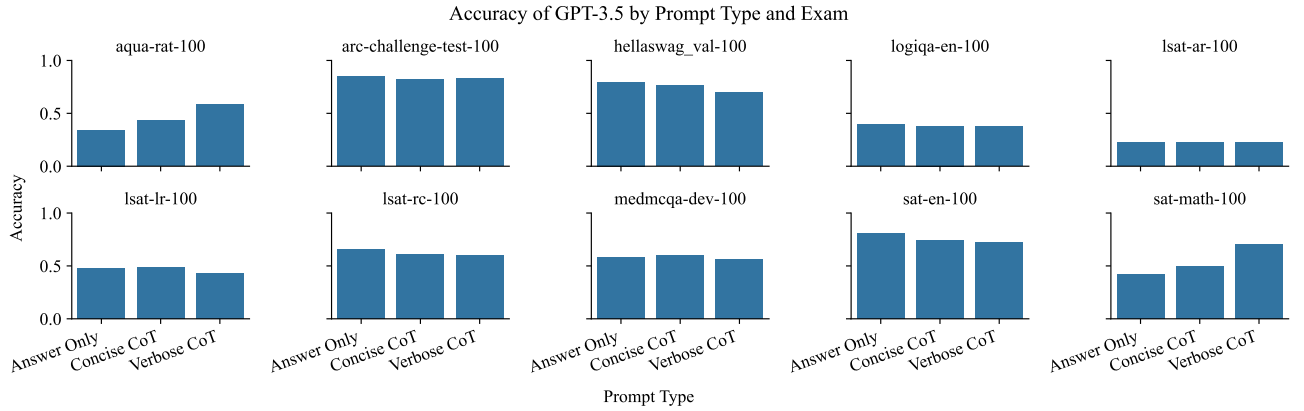 Accuracy of GPT-3.5 by Prompt Type and Exam
aqua-rat-100
arc-challenge-test-100
hellaswag_val-100
logiqa-en-100
lsat-ar-100
1.0
0.5
0.0
Accuracy
lsat-lr-100
lsat-rc-100
medmcqa-dev-100
sat-en-100
sat-math-100
1.0
0.5
0.0
Answer Only
Concise CoT
Verbose CoT
Answer Only
Concise CoT
Verbose CoT
Answer Only
Concise CoT
Verbose CoT
Answer Only
Concise CoT
Verbose CoT
Answer Only
Concise CoT
Verbose CoT
Prompt Type